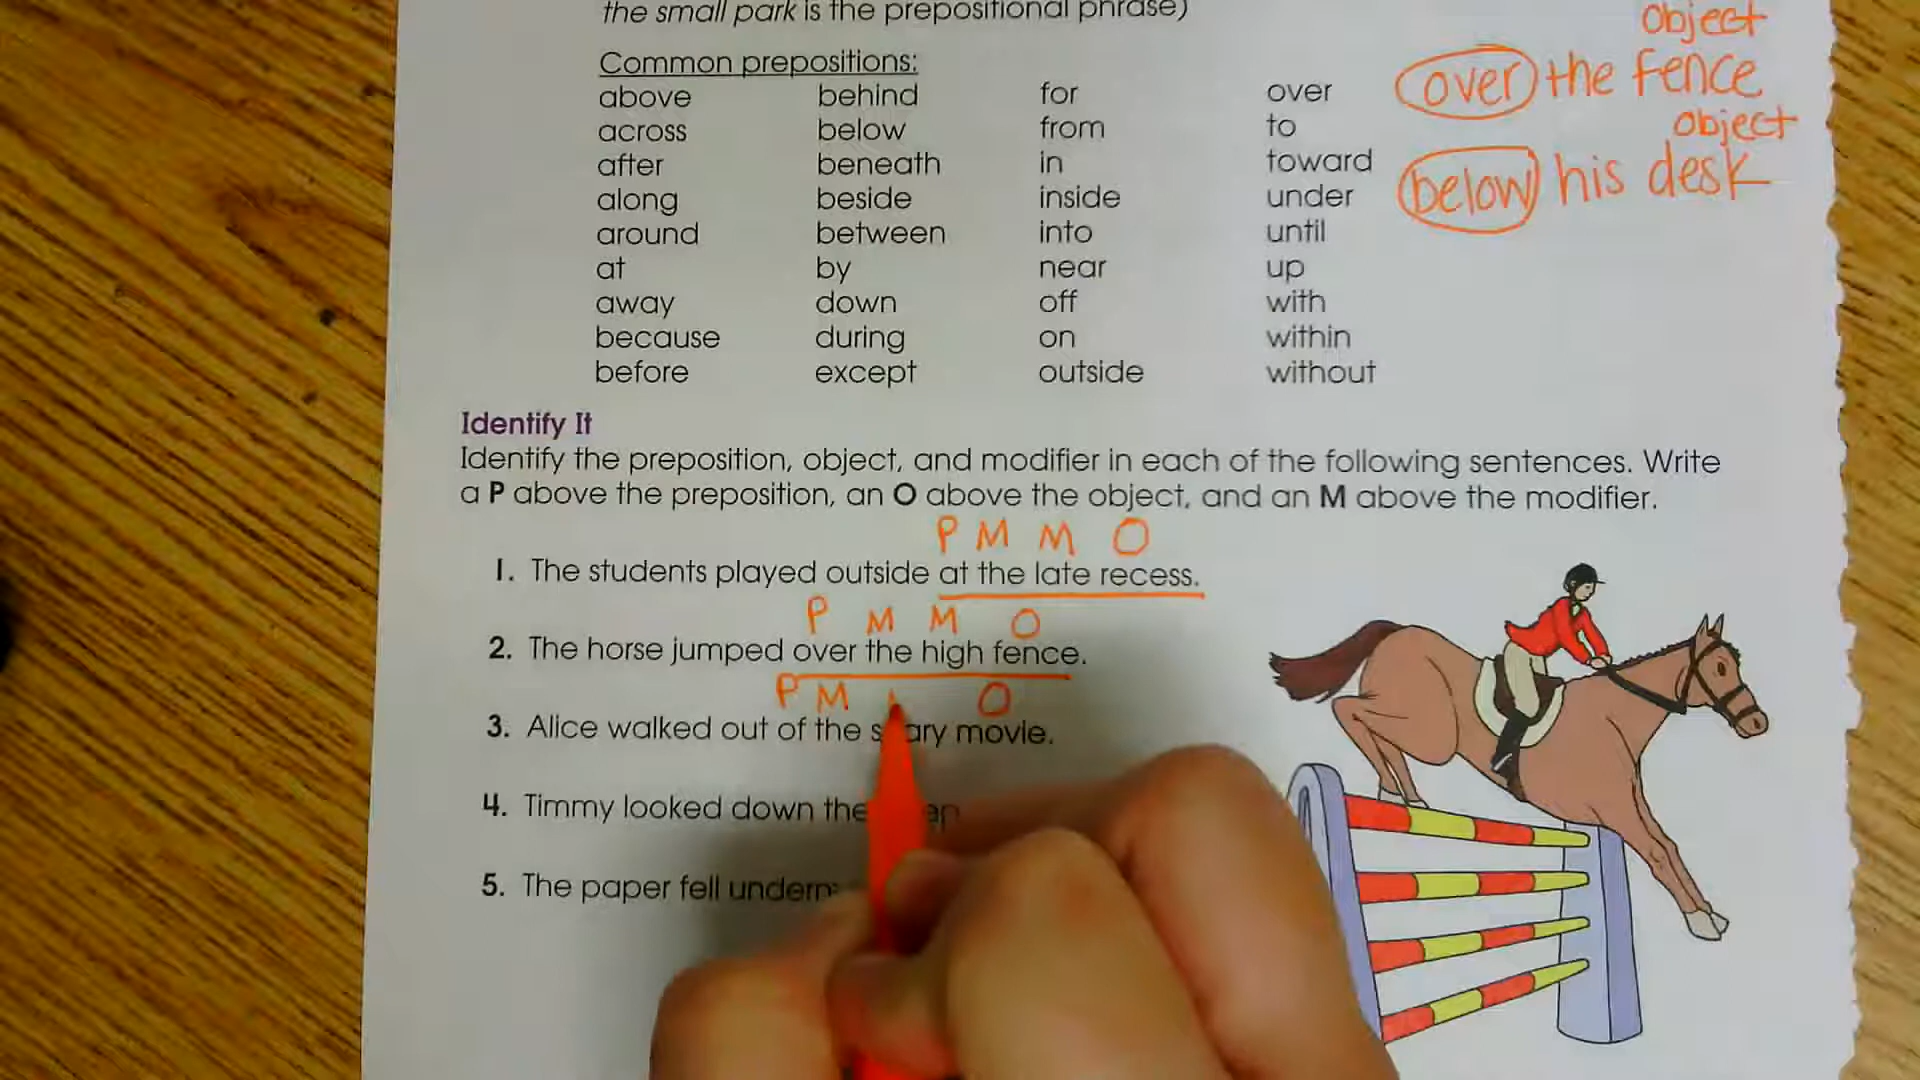 the small park is the prepositional phrase)
Common prepositions:
above behind for over
across below from to
after beneath in toward
along beside inside under
around between into until
at by near up
away down off with
because during on within
before except outside without
object
over the fence
object
below his desk
Identify It
Identify the preposition, object, and modifier in each of the following sentences. Write
a P above the preposition, an O above the object, and an M above the modifier.
P M M O
1. The students played outside at the late recess.
P M M O
2. The horse jumped over the high fence.
P M O
3. Alice walked out of the scary movie.
4. Timmy looked down the
5. The paper fell